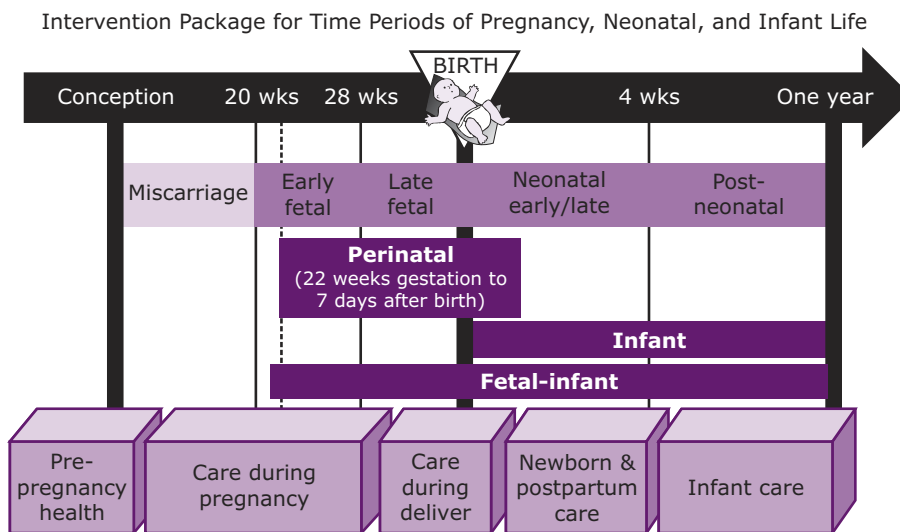 Intervention Package for Time Periods of Pregnancy, Neonatal, and Infant Life
BIRTH
Conception 20 wks 28 wks 4 wks One year
Miscarriage
Early
fetal
Late
fetal
Neonatal
early/late
Post-
neonatal
Perinatal
(22 weeks gestation to
7 days after birth)
Infant
Fetal-infant
Pre-
pregnancy
health
Care during
pregnancy
Care
during
deliver
Newborn &
postpartum
care
Infant care